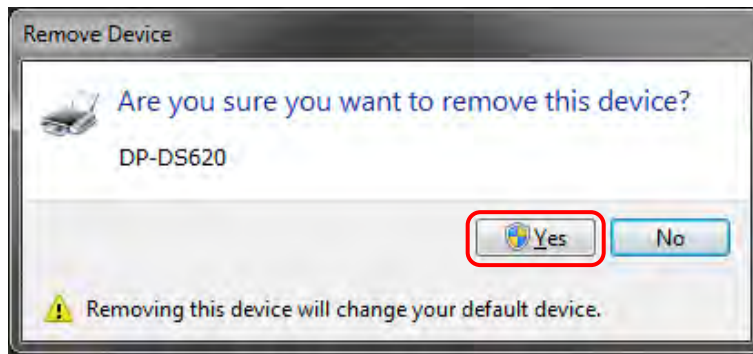 Remove Device
Are you sure you want to remove this device?
DP-DS620
Yes No
Removing this device will change your default device.